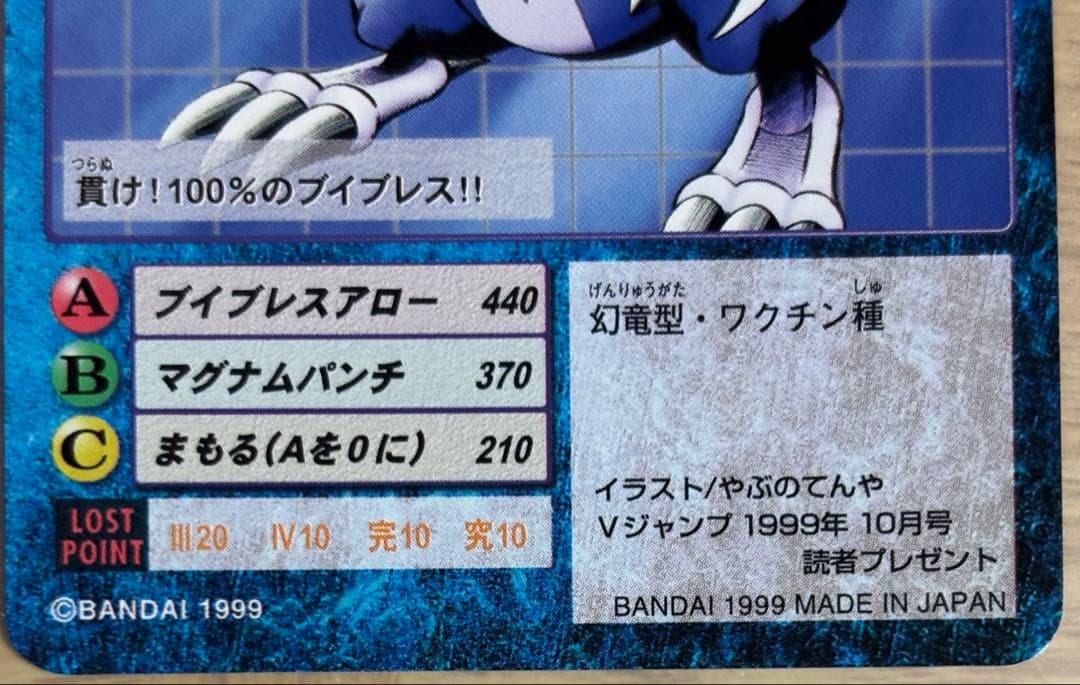 つらぬ
貫け!100%のブイブレス!!
A ブイブレスアロー 440
B マグナムパンチ 370
C まもる(Aを0に) 210
LOST POINT Ⅲ20 Ⅳ10 完10 究10
©BANDAI 1999
げんりゅうがた しゅ
幻竜型・ワクチン種
イラスト/やぶのてんや
Vジャンプ 1999年 10月号
読者プレゼント
BANDAI 1999 MADE IN JAPAN